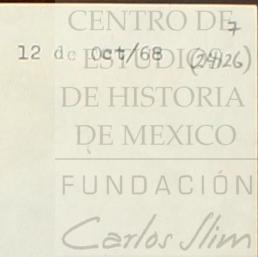 CENTRO DE
7
12 de Oct/68
ESTUDIOS
DE HISTORIA
DE MEXICO
FUNDACIÓN
Carlos Slim